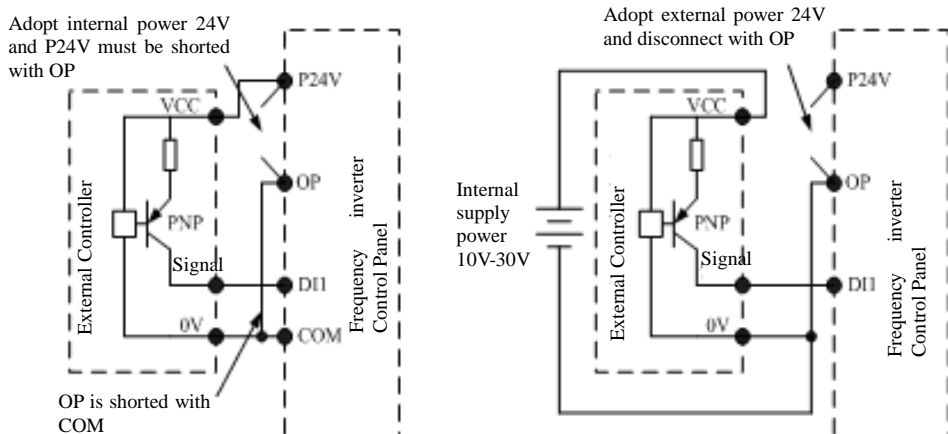 Adopt internal power 24V
and P24V must be shorted
with OP
P24V
VCC
OP
PNP
Signal
DI1
0V
COM
External Controller
Frequency inverter
Control Panel
OP is shorted with
COM
Adopt external power 24V
and disconnect with OP
P24V
VCC
OP
Internal
supply
power
10V-30V
PNP
Signal
DI1
0V
External Controller
Frequency inverter
Control Panel